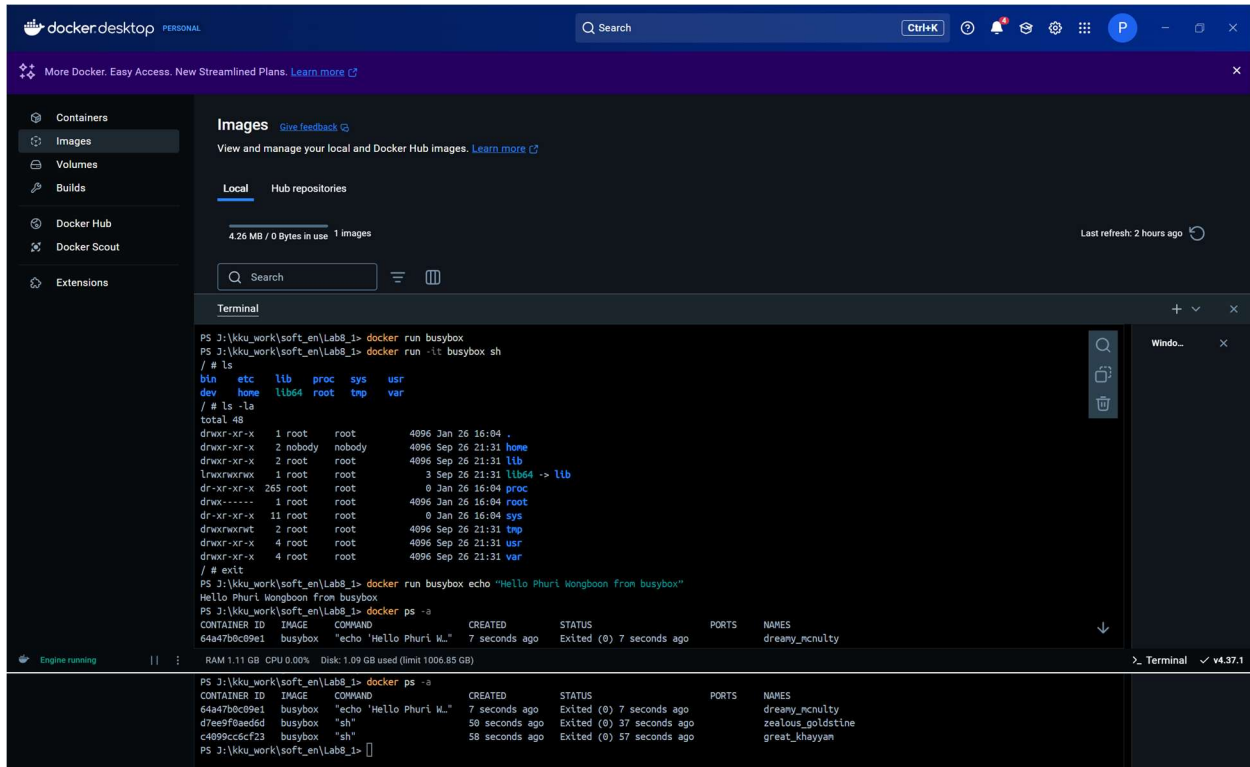 docker.desktop PERSONAL
Search
Ctrl+K
4
P
More Docker. Easy Access. New Streamlined Plans. Learn more
Containers
Images
Volumes
Builds
Docker Hub
Docker Scout
Extensions
Images Give feedback
View and manage your local and Docker Hub images. Learn more
Local Hub repositories
4.26 MB / 0 Bytes in use 1 images
Last refresh: 2 hours ago
Search
Terminal
Windo...
PS J:\kku_work\soft_en\Lab8_1> docker run busybox
PS J:\kku_work\soft_en\Lab8_1> docker run -it busybox sh
/ # ls
bin etc lib proc sys usr
dev home lib64 root tmp var
/ # ls -la
total 48
drwxr-xr-x 1 root root 4096 Jan 26 16:04 .
drwxr-xr-x 2 nobody nobody 4096 Sep 26 21:31 home
drwxr-xr-x 2 root root 4096 Sep 26 21:31 lib
lrwxrwxrwx 1 root root 3 Sep 26 21:31 lib64 -> lib
dr-xr-xr-x 265 root root 0 Jan 26 16:04 proc
drwx------ 1 root root 4096 Jan 26 16:04 root
dr-xr-xr-x 11 root root 0 Jan 26 16:04 sys
drwxrwxrwt 2 root root 4096 Sep 26 21:31 tmp
drwxr-xr-x 4 root root 4096 Sep 26 21:31 usr
drwxr-xr-x 4 root root 4096 Sep 26 21:31 var
/ # exit
PS J:\kku_work\soft_en\Lab8_1> docker run busybox echo "Hello Phuri Wongboon from busybox"
Hello Phuri Wongboon from busybox
PS J:\kku_work\soft_en\Lab8_1> docker ps -a
CONTAINER ID IMAGE COMMAND CREATED STATUS PORTS NAMES
64a47b0c09e1 busybox "echo 'Hello Phuri W…" 7 seconds ago Exited (0) 7 seconds ago dreamy_mcnulty
Engine running
RAM 1.11 GB CPU 0.00% Disk: 1.09 GB used (limit 1006.85 GB)
Terminal v4.37.1
PS J:\kku_work\soft_en\Lab8_1> docker ps -a
CONTAINER ID IMAGE COMMAND CREATED STATUS PORTS NAMES
64a47b0c09e1 busybox "echo 'Hello Phuri W…" 7 seconds ago Exited (0) 7 seconds ago dreamy_mcnulty
d7ee9f0aed6d busybox "sh" 50 seconds ago Exited (0) 37 seconds ago zealous_goldstine
c4099cc6cf23 busybox "sh" 58 seconds ago Exited (0) 57 seconds ago great_khayyam
PS J:\kku_work\soft_en\Lab8_1>